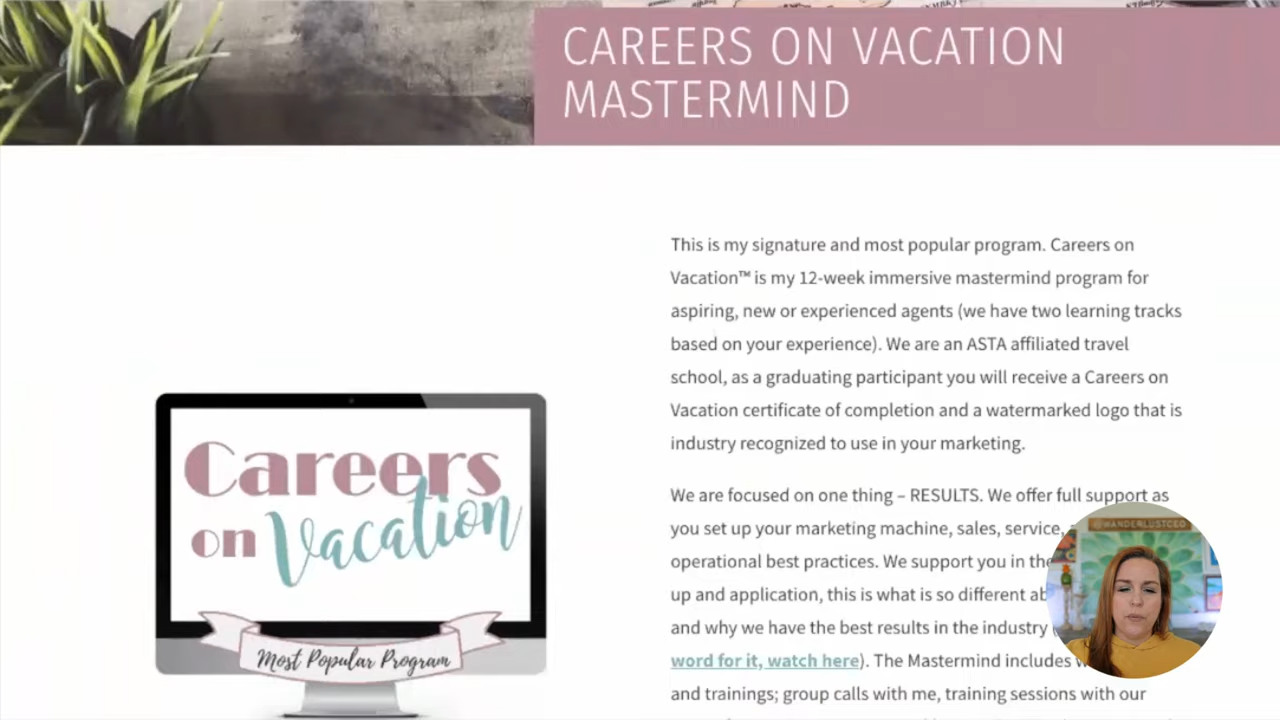 CAREERS ON VACATION
MASTERMIND
This is my signature and most popular program. Careers on
Vacation™ is my 12-week immersive mastermind program for
aspiring, new or experienced agents (we have two learning tracks
based on your experience). We are an ASTA affiliated travel
school, as a graduating participant you will receive a Careers on
Vacation certificate of completion and a watermarked logo that is
industry recognized to use in your marketing.
We are focused on one thing – RESULTS. We offer full support as
you set up your marketing machine, sales, service,
operational best practices. We support you in the
up and application, this is what is so different
and why we have the best results in the industry (
word for it, watch here). The Mastermind includes
and trainings; group calls with me, training sessions with our
Careers
on Vacation
Most Popular Program
@WANDERLUSTCEO